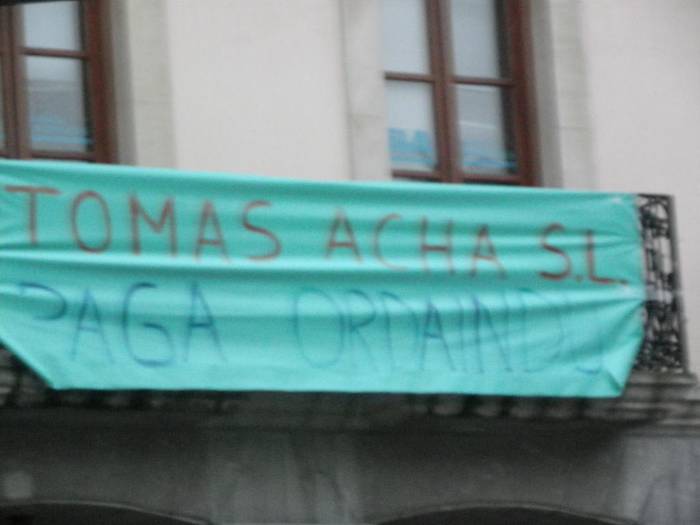 TOMAS ACHA S.L.
PAGA ORDAINDU